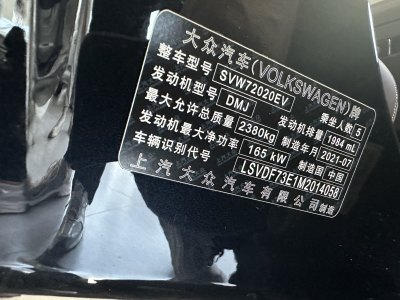 大众汽车(VOLKSWAGEN)牌
整车型号 SVW72020EV 乘坐人数 5
发动机型号 DMJ 发动机排量 1984 mL
最大允许总质量 2380kg 制造年月 2021-07
发动机最大净功率 165 kW 制造国 中国
车辆识别代号 LSVDF73E1M2014058
上汽大众汽车有限公司制造